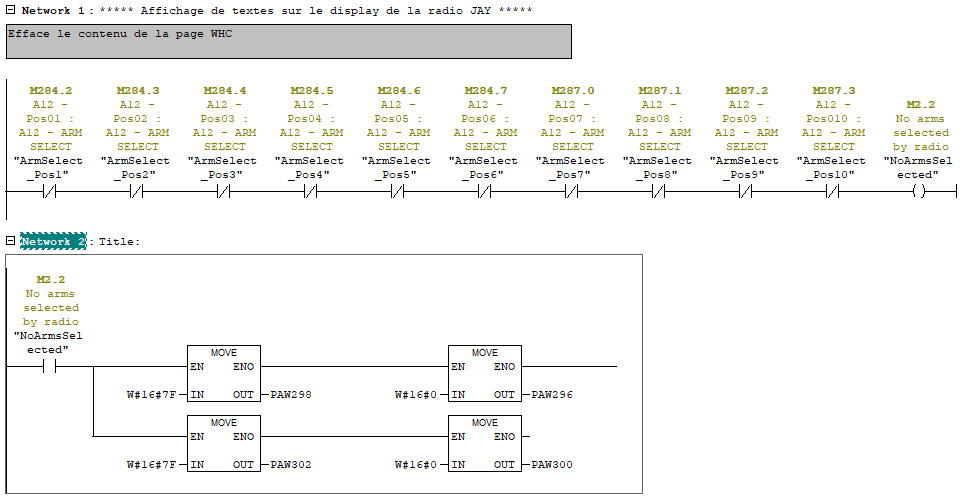 Network 1 : ***** Affichage de textes sur le display de la radio JAY *****
Efface le contenu de la page WHC
M284.2 M284.3 M284.4 M284.5 M284.6 M284.7 M287.0 M287.1 M287.2 M287.3
A12 - A12 - A12 - A12 - A12 - A12 - A12 - A12 - A12 - A12 - M2.2
Pos01 : Pos02 : Pos03 : Pos04 : Pos05 : Pos06 : Pos07 : Pos08 : Pos09 : Pos010 : No arms
A12 - ARM A12 - ARM A12 - ARM A12 - ARM A12 - ARM A12 - ARM A12 - ARM A12 - ARM A12 - ARM A12 - ARM selected
SELECT SELECT SELECT SELECT SELECT SELECT SELECT SELECT SELECT SELECT by radio
"ArmSelect "ArmSelect "ArmSelect "ArmSelect "ArmSelect "ArmSelect "ArmSelect "ArmSelect "ArmSelect "ArmSelect "NoArmsSel
_Pos1" _Pos2" _Pos3" _Pos4" _Pos5" _Pos6" _Pos7" _Pos8" _Pos9" _Pos10" ected"
Network 2 : Title:
M2.2
No arms
selected
by radio
"NoArmsSel
ected"
MOVE MOVE
EN ENO EN ENO
W#16#7F IN OUT PAW298 W#16#0 IN OUT PAW296
MOVE MOVE
EN ENO EN ENO
W#16#7F IN OUT PAW302 W#16#0 IN OUT PAW300